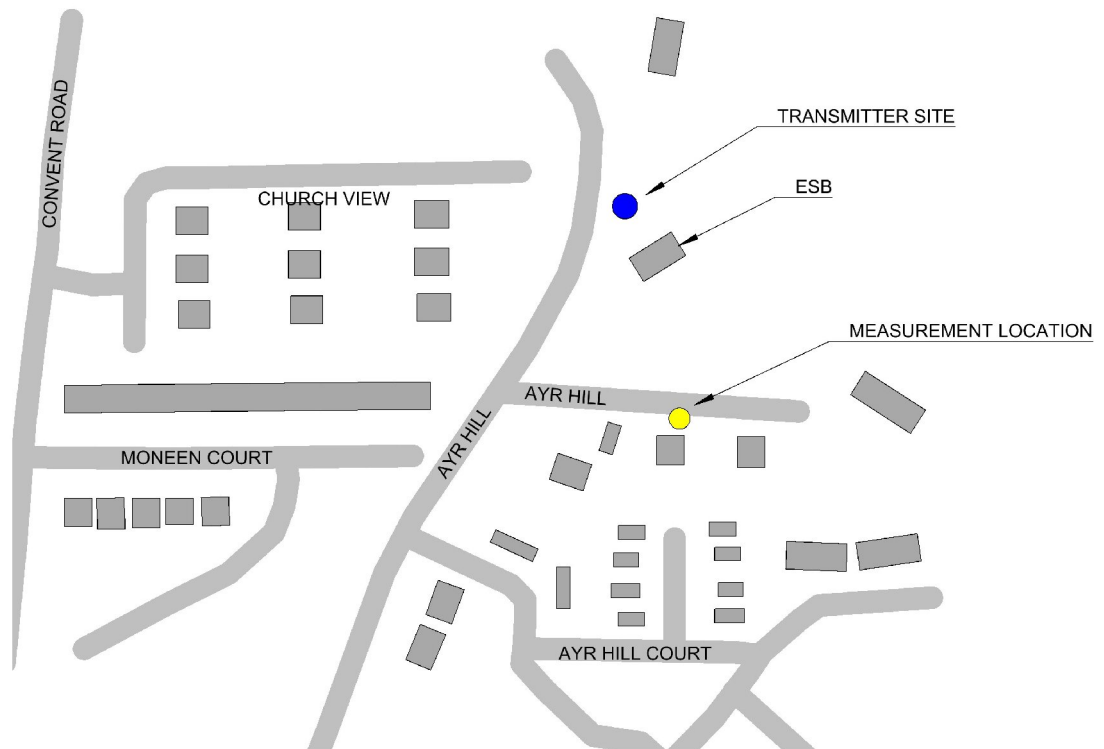 TRANSMITTER SITE
CONVENT ROAD
ESB
CHURCH VIEW
MEASUREMENT LOCATION
AYR HILL
AYR HILL
MONEEN COURT
AYR HILL COURT